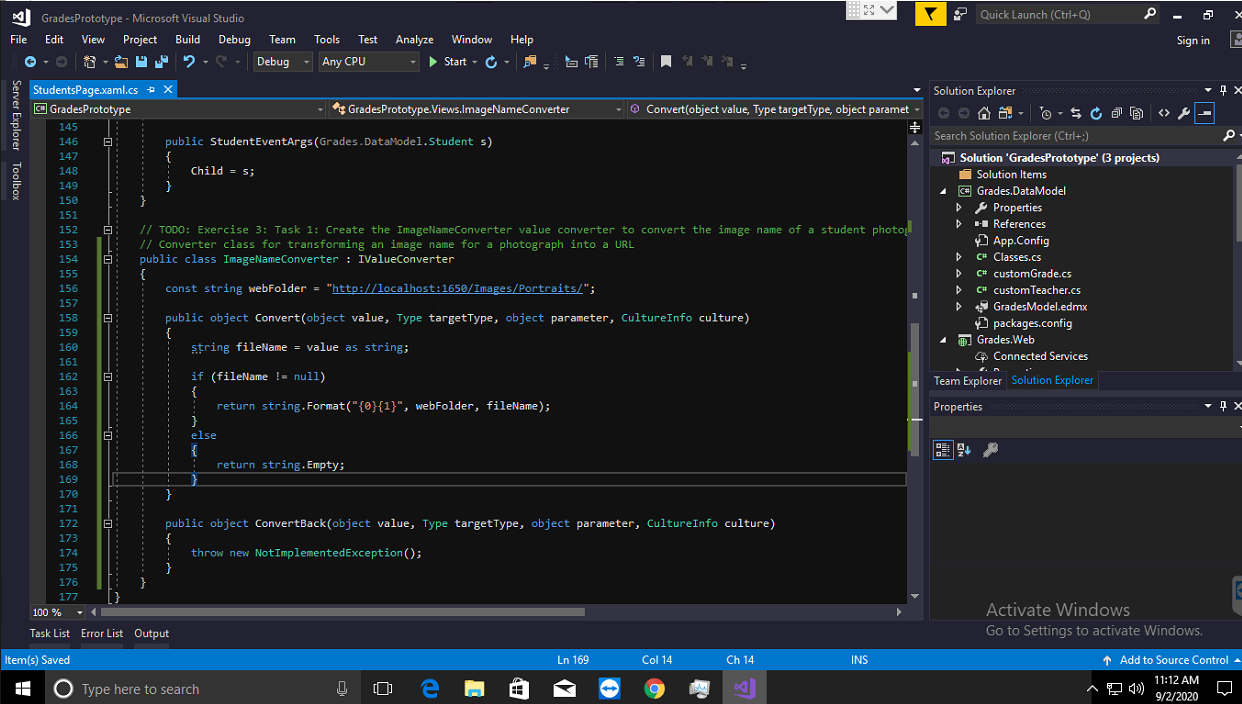 GradesPrototype - Microsoft Visual Studio
Quick Launch (Ctrl+Q)
File Edit View Project Build Debug Team Tools Test Analyze Window Help
Sign in
Debug Any CPU Start
Server Explorer
Toolbox
StudentsPage.xaml.cs
C# GradesPrototype
GradesPrototype.Views.ImageNameConverter
Convert(object value, Type targetType, object paramet
145
146 public StudentEventArgs(Grades.DataModel.Student s)
147 {
148 Child = s;
149 }
150 }
151
152 // TODO: Exercise 3: Task 1: Create the ImageNameConverter value converter to convert the image name of a student photog
153 // Converter class for transforming an image name for a photograph into a URL
154 public class ImageNameConverter : IValueConverter
155 {
156 const string webFolder = "http://localhost:1650/Images/Portraits/";
157
158 public object Convert(object value, Type targetType, object parameter, CultureInfo culture)
159 {
160 string fileName = value as string;
161
162 if (fileName != null)
163 {
164 return string.Format("{0}{1}", webFolder, fileName);
165 }
166 else
167 {
168 return string.Empty;
169 }
170 }
171
172 public object ConvertBack(object value, Type targetType, object parameter, CultureInfo culture)
173 {
174 throw new NotImplementedException();
175 }
176 }
177 }
100 %
Task List Error List Output
Solution Explorer
Search Solution Explorer (Ctrl+;)
Solution 'GradesPrototype' (3 projects)
Solution Items
C# Grades.DataModel
Properties
References
App.Config
C# Classes.cs
C# customGrade.cs
C# customTeacher.cs
GradesModel.edmx
packages.config
Grades.Web
Connected Services
Team Explorer Solution Explorer
Properties
Activate Windows
Go to Settings to activate Windows.
Item(s) Saved Ln 169 Col 14 Ch 14 INS Add to Source Control
Type here to search
11:12 AM
9/2/2020